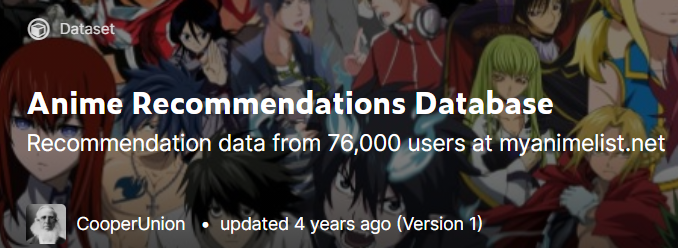 Dataset
Anime Recommendations Database
Recommendation data from 76,000 users at myanimelist.net
CooperUnion • updated 4 years ago (Version 1)